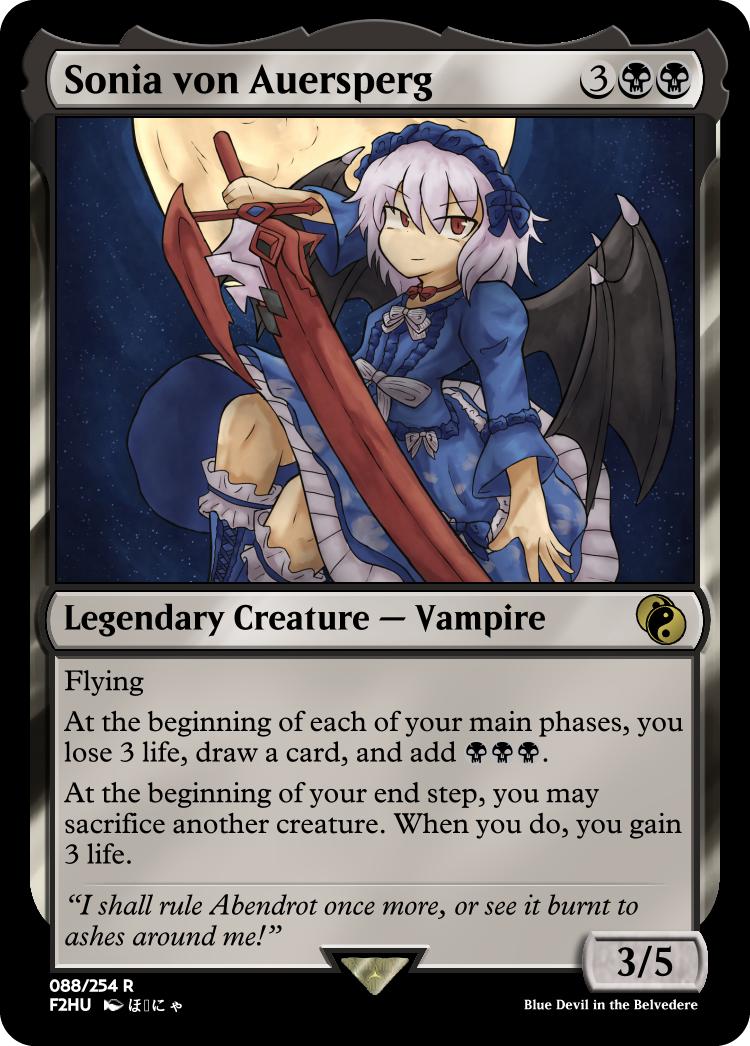 Sonia von Auersperg
3
Legendary Creature — Vampire
Flying
At the beginning of each of your main phases, you
lose 3 life, draw a card, and add
.
At the beginning of your end step, you may
sacrifice another creature. When you do, you gain
3 life.
“I shall rule Abendrot once more, or see it burnt to
ashes around me!”
3/5
088/254 R
F2HU ほ▯にゃ
Blue Devil in the Belvedere